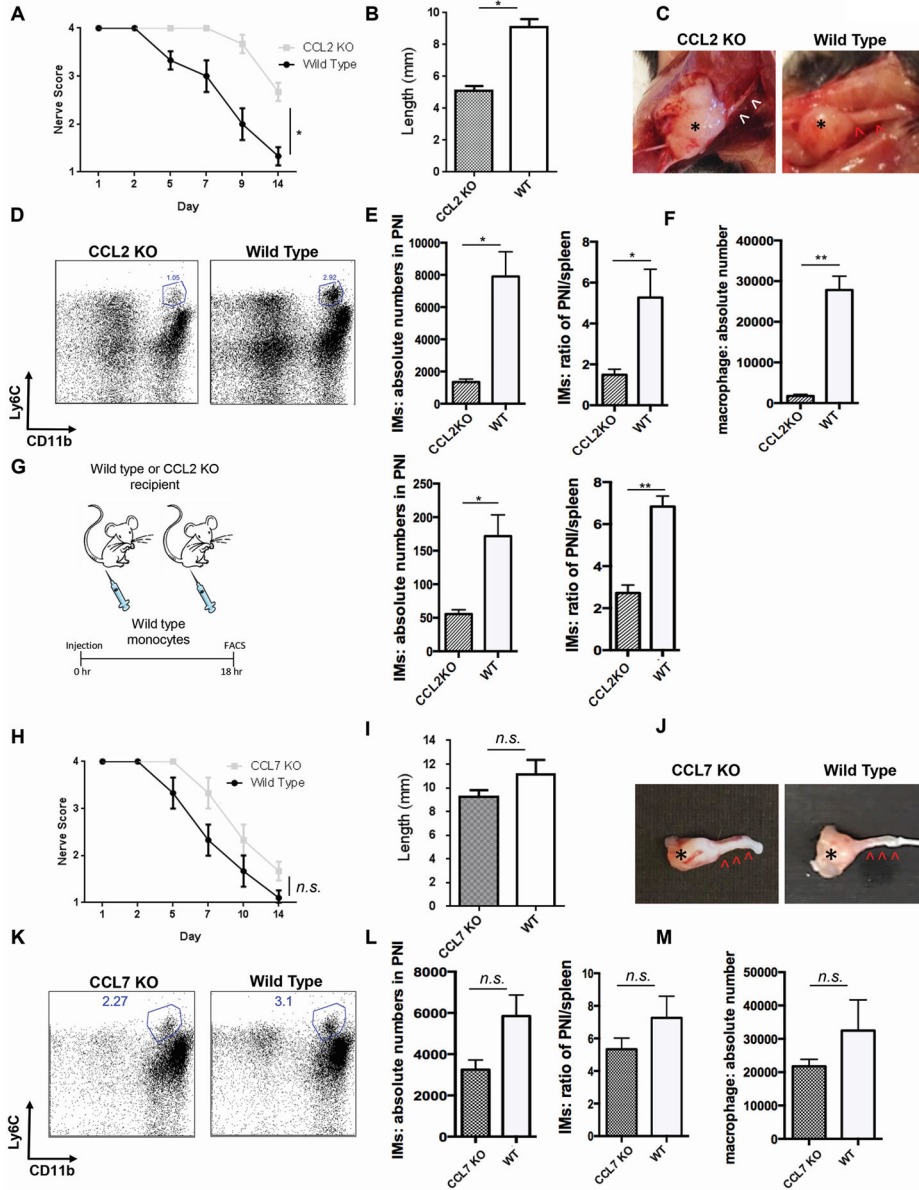 A
Nerve Score
4
3
2
1
CCL2 KO
Wild Type
*
1 2 5 7 9 14
Day
B
Length (mm)
10
8
6
4
2
0
*
CCL2 KO
WT
C
CCL2 KO
Wild Type
*
*
D
CCL2 KO
Wild Type
1.05
2.92
Ly6C
CD11b
E
IMs: absolute numbers in PNI
10000
8000
6000
4000
2000
0
*
CCL2KO
WT
IMs: ratio of PNI/spleen
8
6
4
2
0
*
CCL2KO
WT
F
macrophage: absolute number
40000
30000
20000
10000
0
**
CCL2KO
WT
G
Wild type or CCL2 KO
recipient
Wild type
monocytes
Injection
FACS
0 hr
18 hr
IMs: absolute numbers in PNI
250
200
150
100
50
0
*
CCL2KO
WT
IMs: ratio of PNI/spleen
8
6
4
2
0
**
CCL2KO
WT
H
Nerve Score
4
3
2
1
CCL7 KO
Wild Type
n.s.
1 2 5 7 10 14
Day
I
Length (mm)
14
12
10
8
6
4
2
0
n.s.
CCL7 KO
WT
J
CCL7 KO
Wild Type
*
*
K
CCL7 KO
Wild Type
2.27
3.1
Ly6C
CD11b
L
IMs: absolute numbers in PNI
8000
6000
4000
2000
0
n.s.
CCL7 KO
WT
IMs: ratio of PNI/spleen
10
8
6
4
2
0
n.s.
CCL7 KO
WT
M
macrophage: absolute number
50000
40000
30000
20000
10000
0
n.s.
CCL7 KO
WT